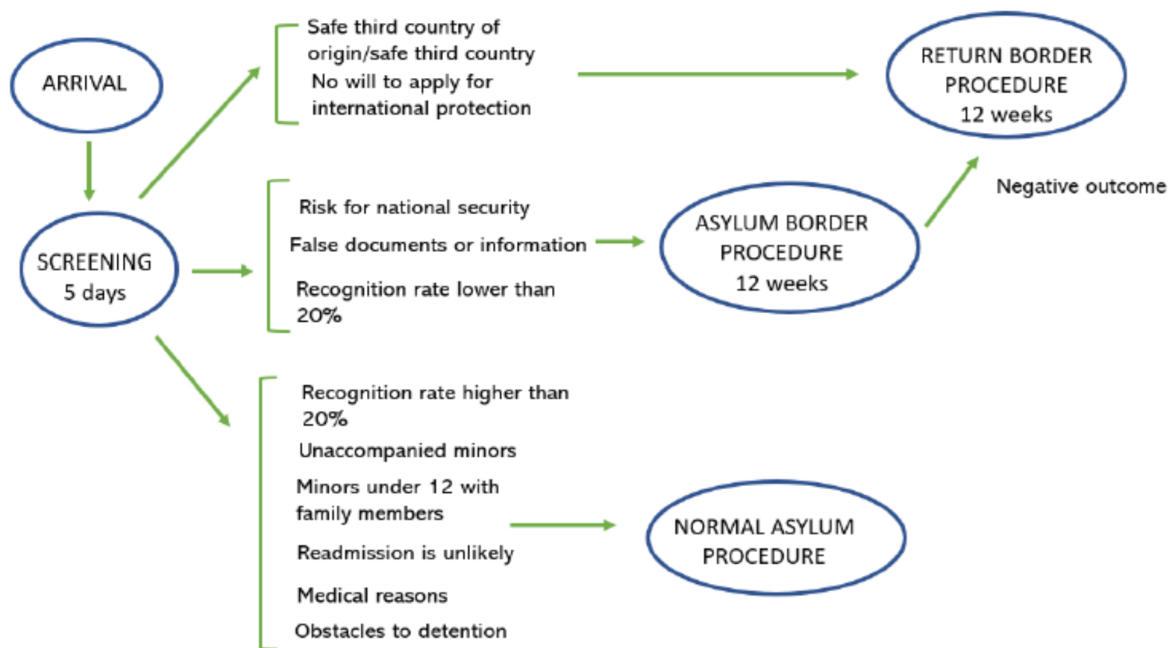 ARRIVAL
SCREENING
5 days
Safe third country of
origin/safe third country
No will to apply for
international protection
RETURN BORDER
PROCEDURE
12 weeks
Risk for national security
False documents or information
Recognition rate lower than
20%
ASYLUM BORDER
PROCEDURE
12 weeks
Negative outcome
Recognition rate higher than
20%
Unaccompanied minors
Minors under 12 with
family members
Readmission is unlikely
Medical reasons
Obstacles to detention
NORMAL ASYLUM
PROCEDURE